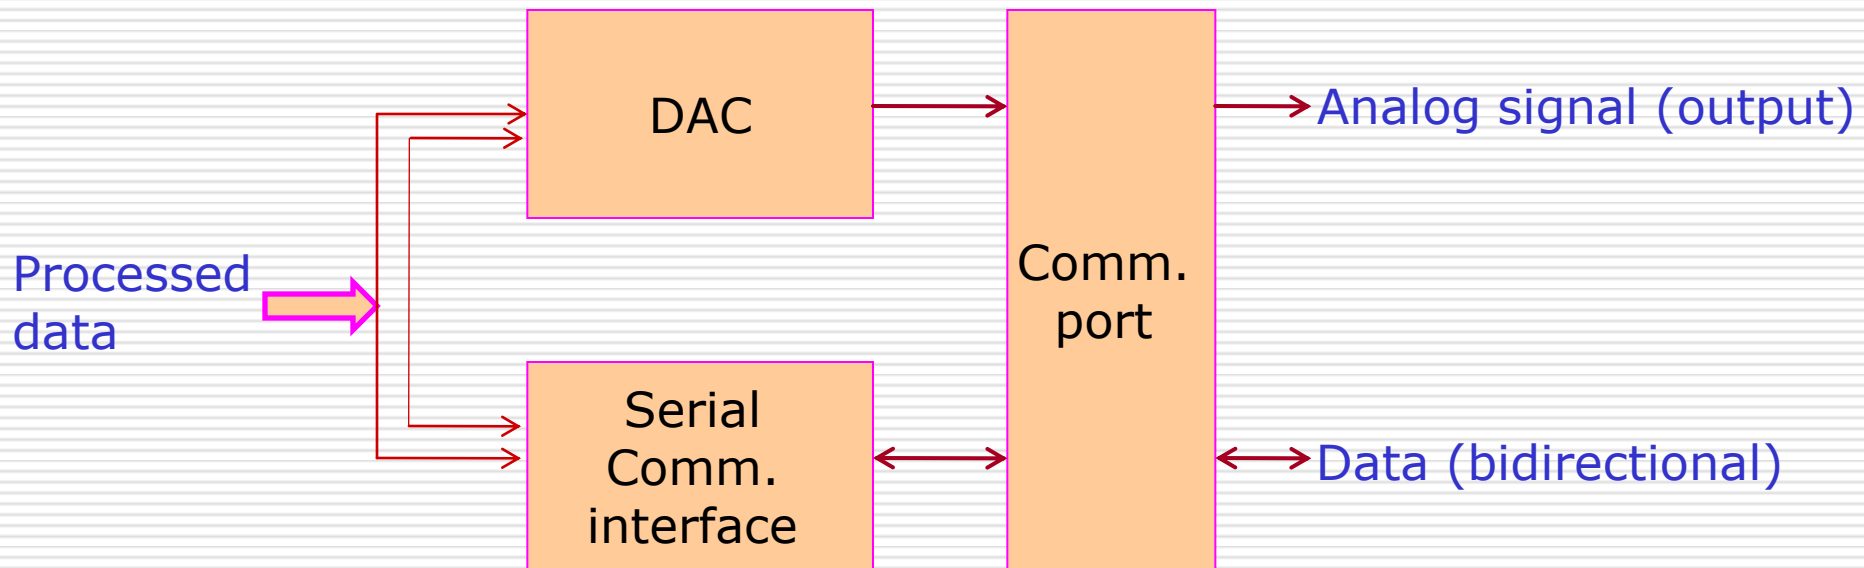 DAC
Analog signal (output)
Processed
data
Comm.
port
Serial
Comm.
interface
Data (bidirectional)